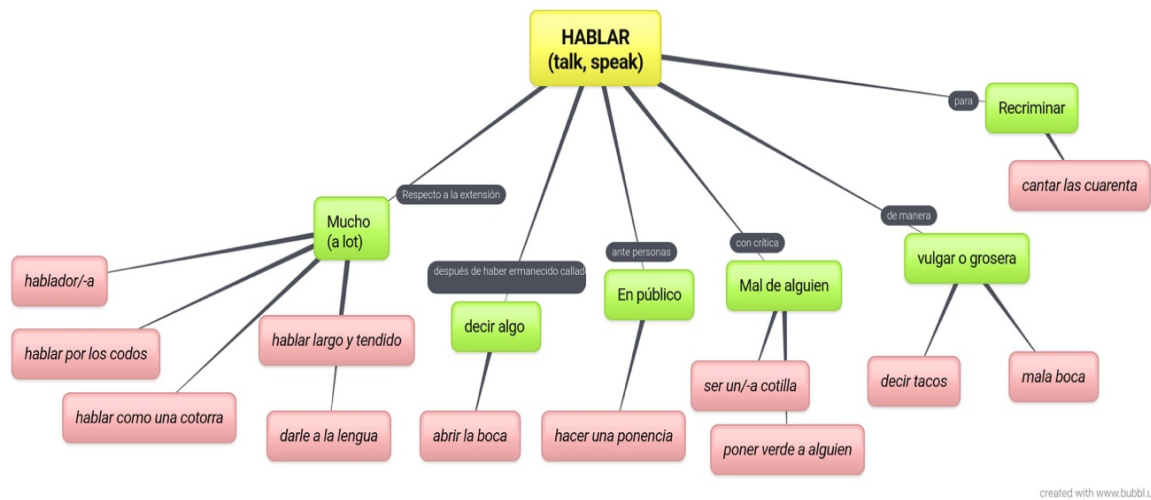 HABLAR
(talk, speak)
para
Recriminar
cantar las cuarenta
Respecto a la extensión
Mucho
(a lot)
de manera
vulgar o grosera
con crítica
Mal de alguien
ante personas
En público
después de haber ermanecido callad
decir algo
hablador/-a
hablar por los codos
hablar largo y tendido
hablar como una cotorra
darle a la lengua
abrir la boca
hacer una ponencia
ser un/-a cotilla
poner verde a alguien
decir tacos
mala boca
created with www.bubbl.u